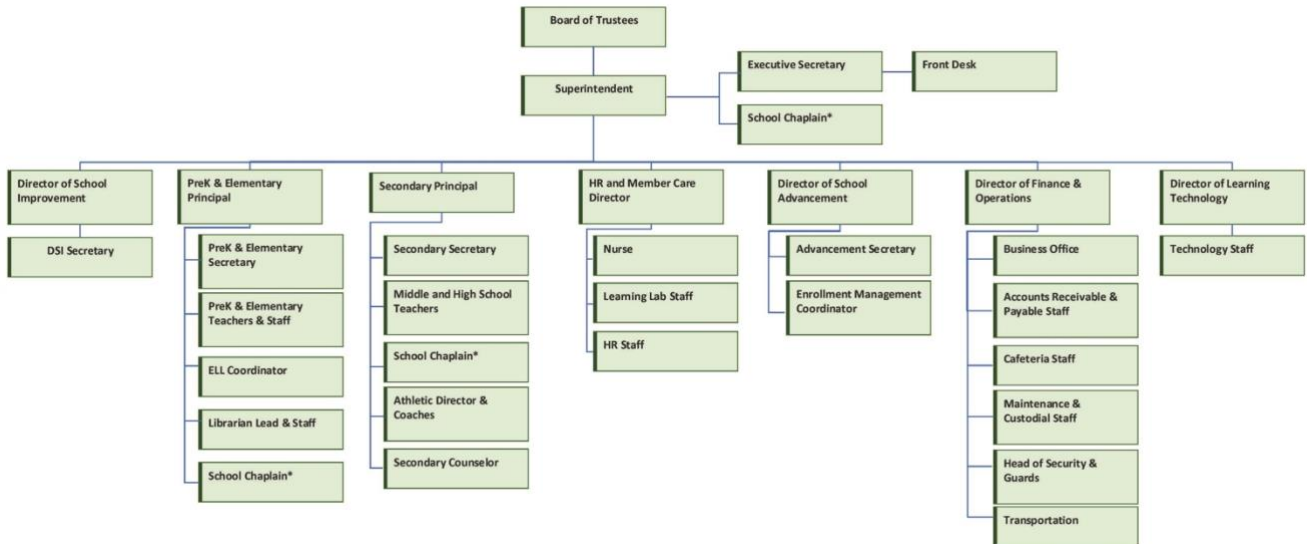 Board of Trustees
Executive Secretary
Front Desk
Superintendent
School Chaplain*
Director of School
Improvement
DSI Secretary
PreK & Elementary
Principal
PreK & Elementary
Secretary
PreK & Elementary
Teachers & Staff
ELL Coordinator
Librarian Lead & Staff
School Chaplain*
Secondary Principal
Secondary Secretary
Middle and High School
Teachers
School Chaplain*
Athletic Director &
Coaches
Secondary Counselor
HR and Member Care
Director
Nurse
Learning Lab Staff
HR Staff
Director of School
Advancement
Advancement Secretary
Enrollment Management
Coordinator
Director of Finance &
Operations
Business Office
Accounts Receivable &
Payable Staff
Cafeteria Staff
Maintenance &
Custodial Staff
Head of Security &
Guards
Transportation
Director of Learning
Technology
Technology Staff